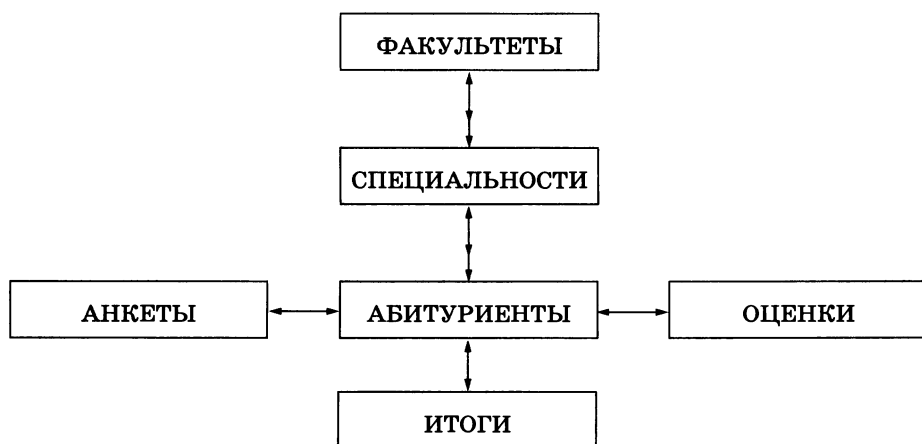 ФАКУЛЬТЕТЫ
СПЕЦИАЛЬНОСТИ
АНКЕТЫ
АБИТУРИЕНТЫ
ОЦЕНКИ
ИТОГИ